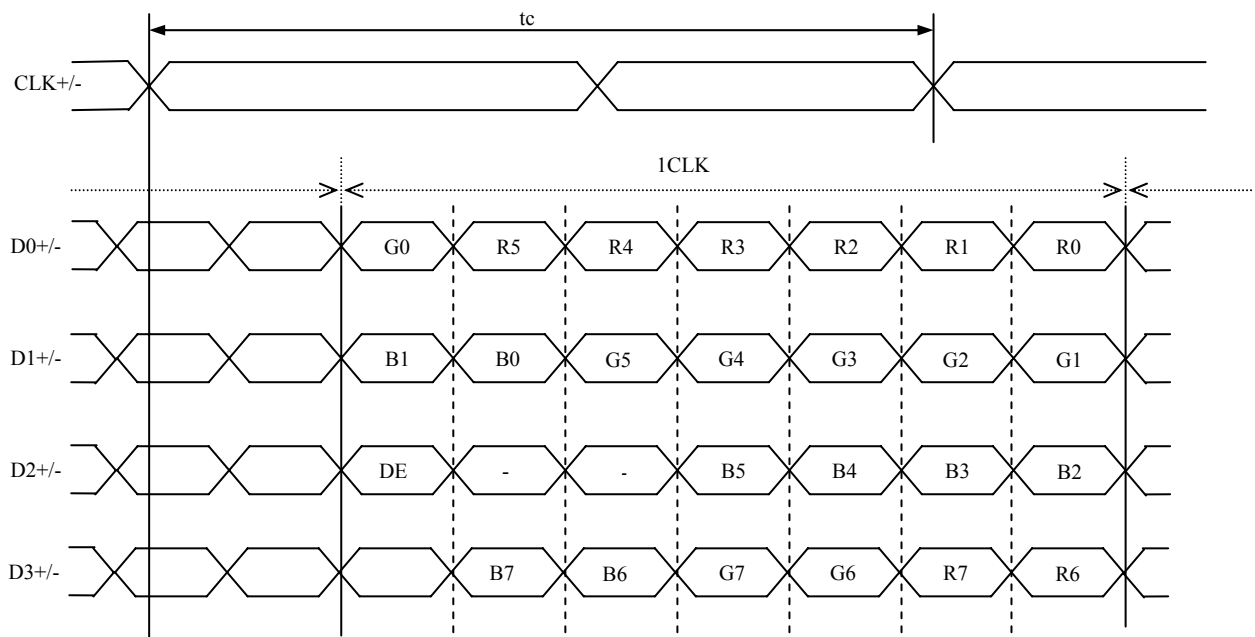 tc
CLK+/-
1CLK
D0+/- G0 R5 R4 R3 R2 R1 R0
D1+/- B1 B0 G5 G4 G3 G2 G1
D2+/- DE - - B5 B4 B3 B2
D3+/- B7 B6 G7 G6 R7 R6